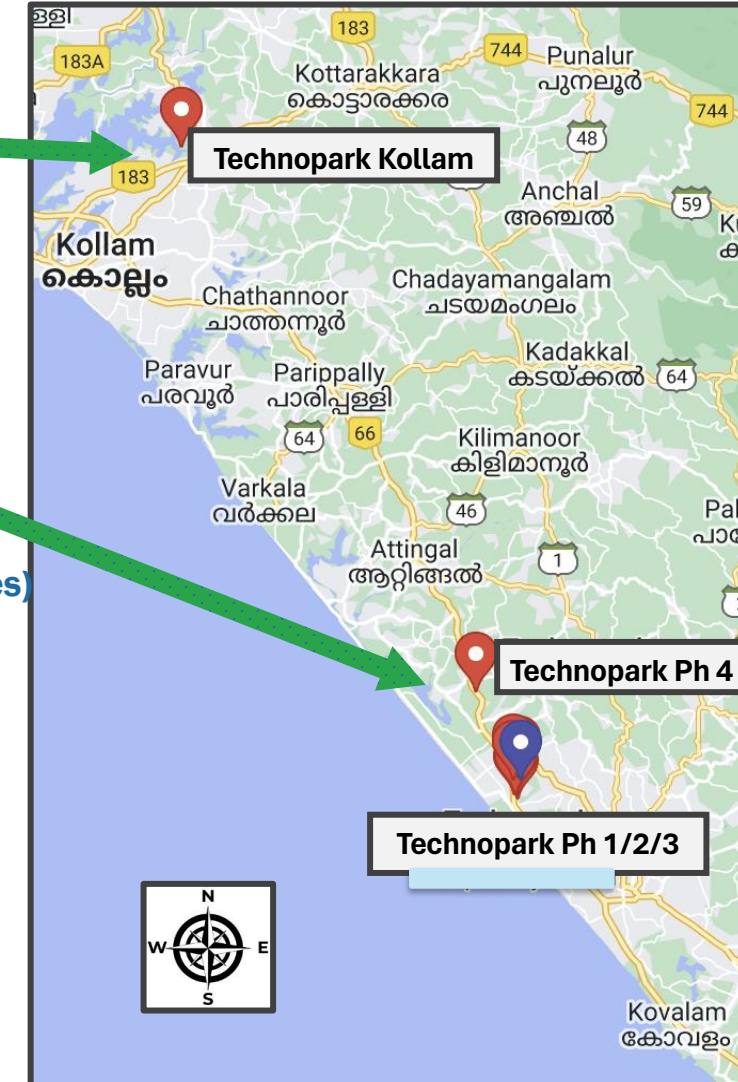 183
183A
744
Punalur
പുനലൂർ
Kottarakkara
കൊട്ടാരക്കര
744
48
Technopark Kollam
183
Anchal
അഞ്ചൽ
59
Kollam
കൊല്ലം
Chathannoor
ചാത്തന്നൂർ
Chadayamangalam
ചടയമംഗലം
Kadakkal
കടയ്ക്കൽ
64
Paravur
പരവൂർ
Parippally
പാരിപ്പള്ളി
64
66
Kilimanoor
കിളിമാനൂർ
Varkala
വർക്കല
46
Attingal
ആറ്റിങ്ങൽ
1
es)
Technopark Ph 4
Technopark Ph 1/2/3
N
W E
S
Kovalam
കോവളം